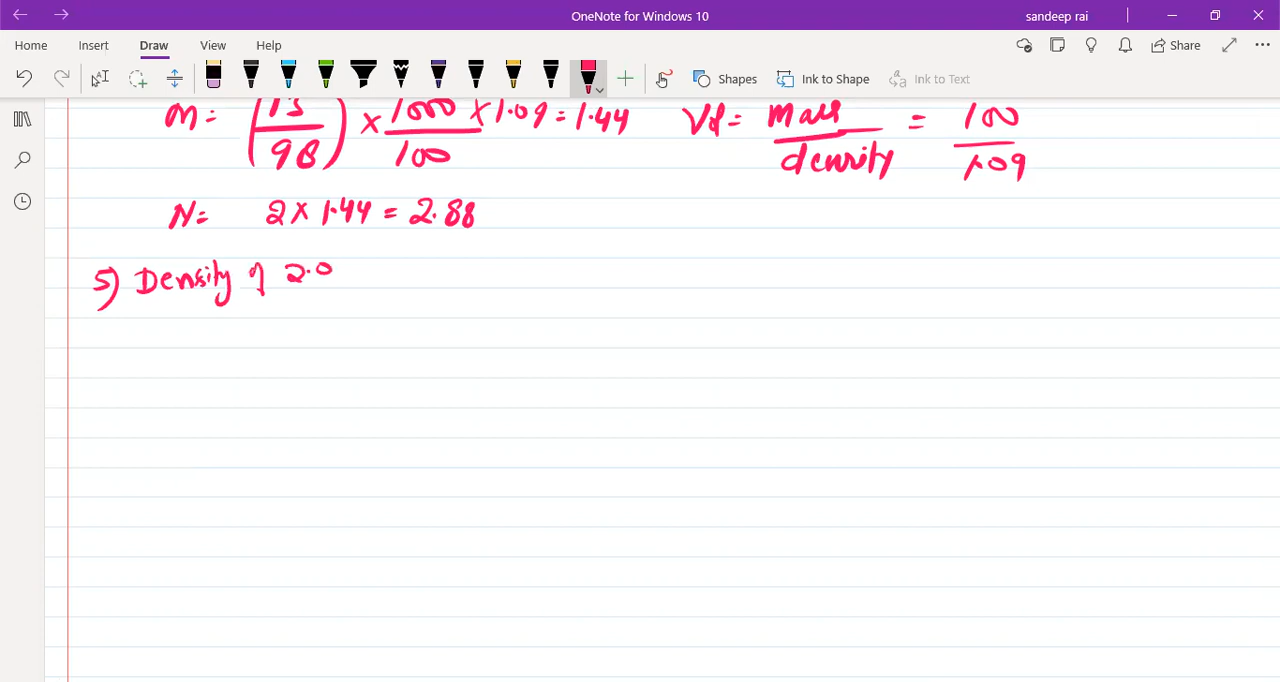 OneNote for Windows 10
sandeep rai
Home Insert Draw View Help
Share
Shapes Ink to Shape Ink to Text
M = (13/98) × 1000/100 × 1.09 = 1.44
Vol = Mass/density = 100/1.09
N = 2 × 1.44 = 2.88
5) Density of 2.0